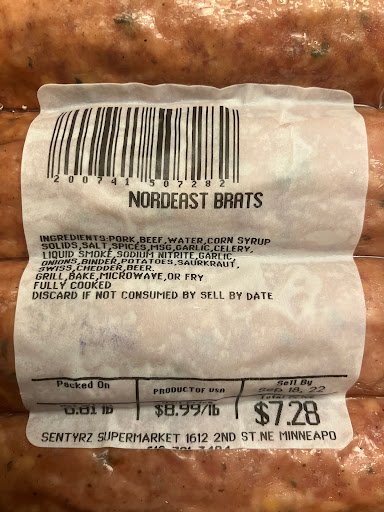 200741 507282
NORDEAST BRATS
INGREDIENTS:PORK,BEEF,WATER,CORN SYRUP
SOLIDS,SALT,SPICES,MSG,GARLIC,CELERY,
LIQUID SMOKE,SODIUM NITRITE,GARLIC,
ONIONS,BINDER,POTATOES,SAURKRAUT,
SWISS,CHEDDER,BEER.
GRILL,BAKE,MICROWAVE,OR FRY
FULLY COOKED
DISCARD IF NOT CONSUMED BY SELL BY DATE
Packed On PRODUCT OF USA Sell By
Sep 18, 22
0.81 lb $8.99/lb $7.28
SENTYRZ SUPERMARKET 1612 2ND ST.NE MINNEAPO